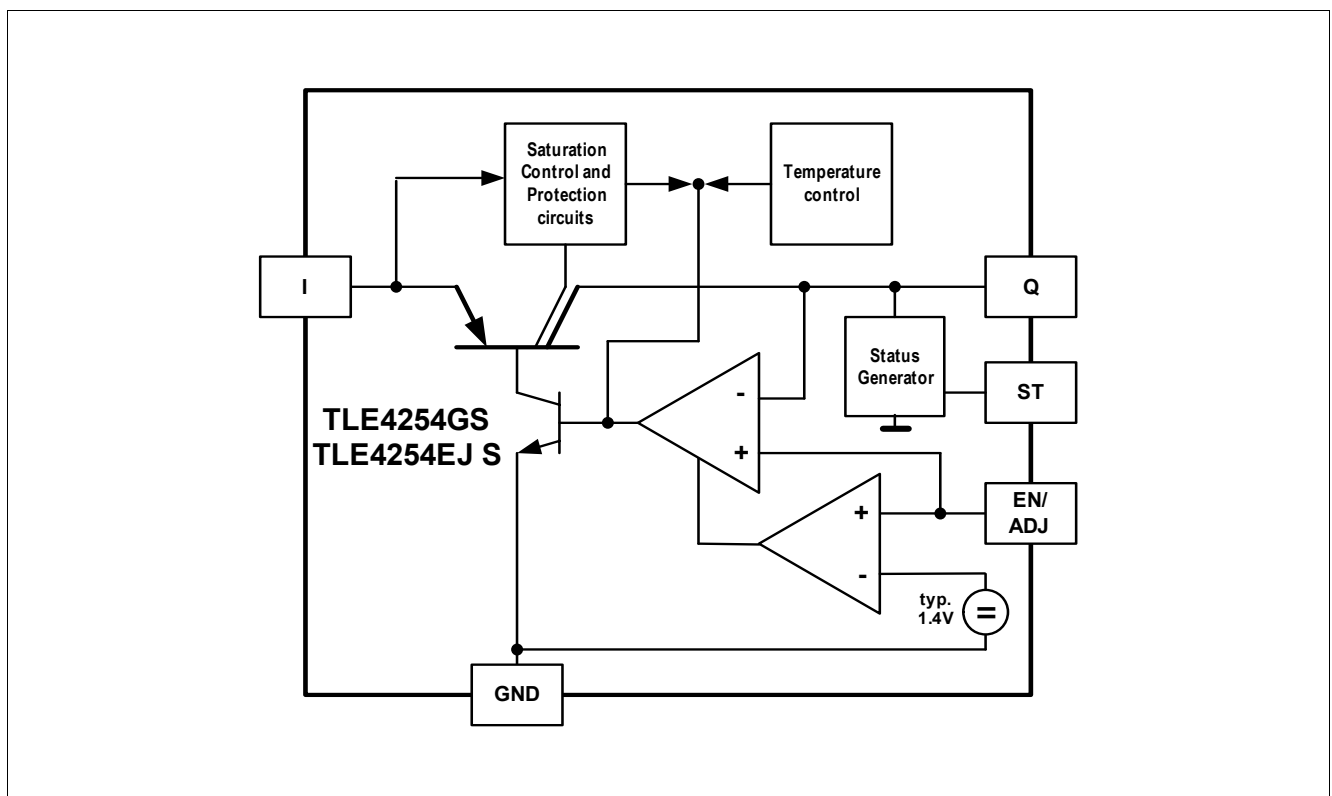 Saturation
Control and
Protection
circuits
Temperature
control
I
Q
Status
Generator
ST
TLE4254GS
TLE4254EJ S
-
+
EN/
ADJ
+
-
typ.
1.4V
=
GND